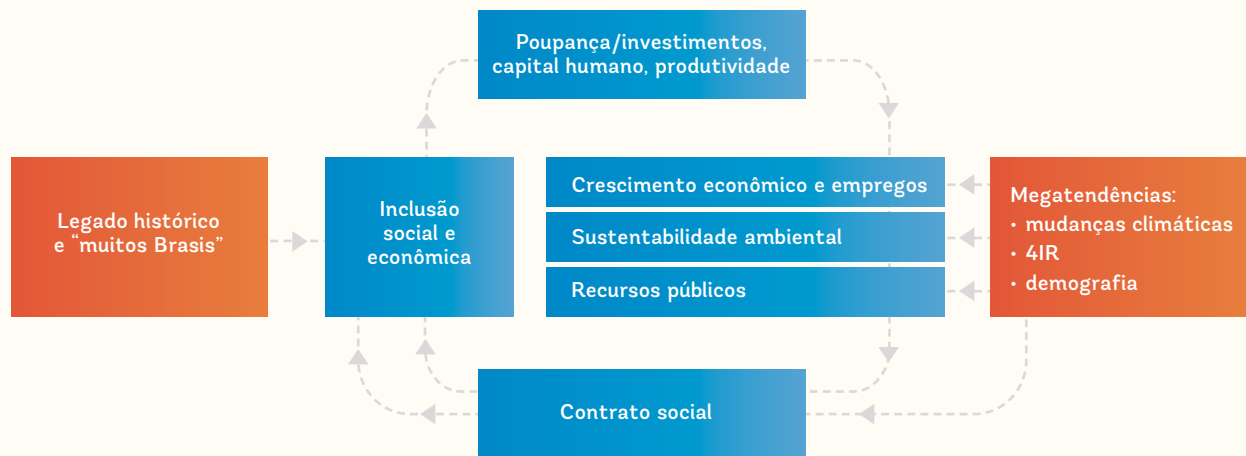 Poupança/investimentos,
capital humano, produtividade
Legado histórico
e “muitos Brasis”
Inclusão
social e
econômica
Crescimento econômico e empregos
Sustentabilidade ambiental
Recursos públicos
Megatendências:
• mudanças climáticas
• 4IR
• demografia
Contrato social